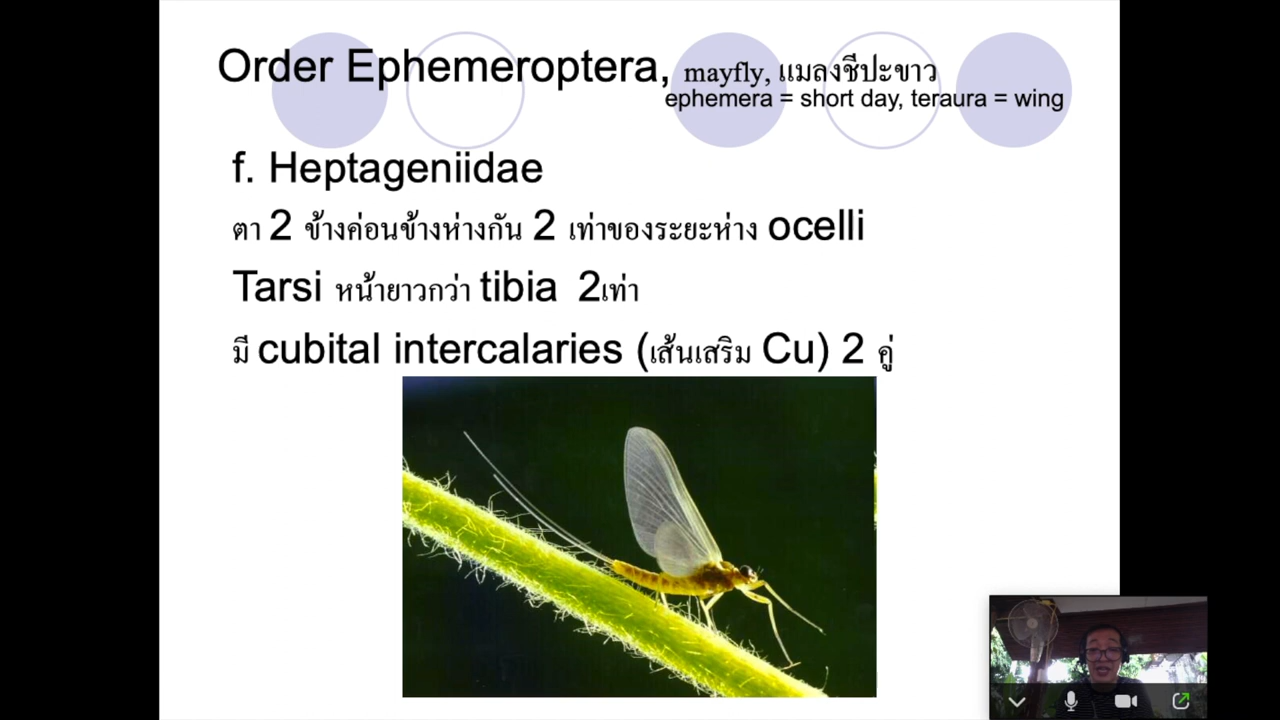 Order Ephemeroptera, mayfly, แมลงชีปะขาว
ephemera = short day, teraura = wing
f. Heptageniidae
ตา 2 ข้างค่อนข้างห่างกัน 2 เท่าของระยะห่าง ocelli
Tarsi หน้ายาวกว่า tibia 2เท่า
มี cubital intercalaries (เส้นเสริม Cu) 2 คู่